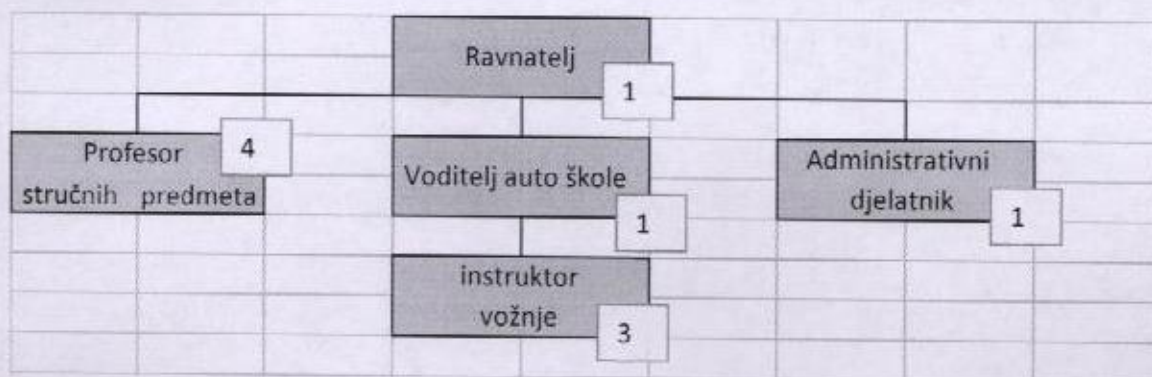 Ravnatelj
1
Profesor
stručnih predmeta
4
Voditelj auto škole
1
Administrativni
djelatnik
1
instruktor
vožnje
3